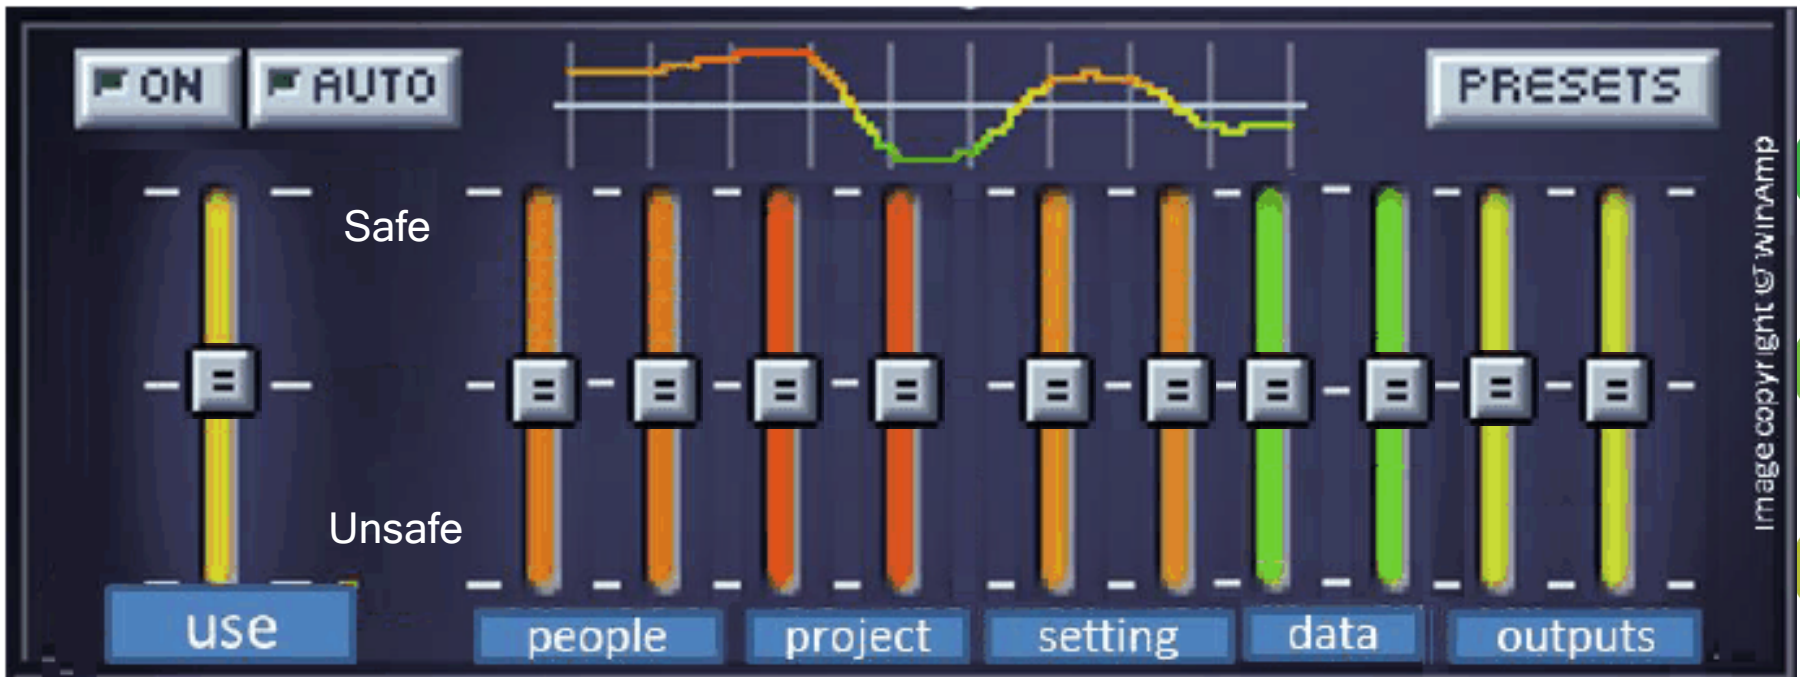 ON
AUTO
PRESETS
Safe
Unsafe
use
people
project
setting
data
outputs
Image copyright @ WinAmp